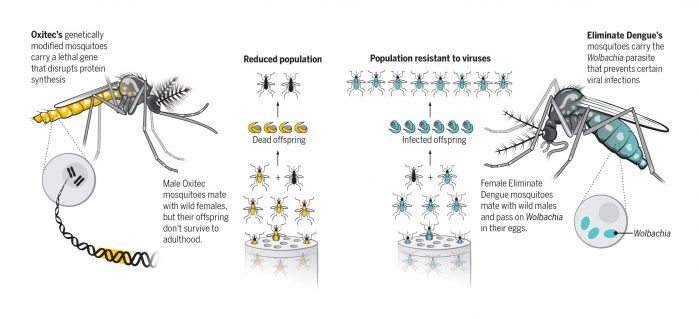 Oxitec's genetically
modified mosquitoes
carry a lethal gene
that disrupts protein
synthesis
Reduced population
Dead offspring
Male Oxitec
mosquitoes mate
with wild females,
but their offspring
don't survive to
adulthood.
Population resistant to viruses
Infected offspring
Eliminate Dengue's
mosquitoes carry the
Wolbachia parasite
that prevents certain
viral infections
Female Eliminate
Dengue mosquitoes
mate with wild males
and pass on Wolbachia
in their eggs.
Wolbachia